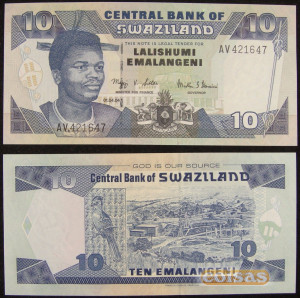 10
CENTRAL BANK OF
SWAZILAND
10
THIS NOTE IS LEGAL TENDER FOR
LALISHUMI
EMALANGENI
AV421647
AV421647
10
GOD IS OUR SOURCE
10
Central Bank of SWAZILAND
10
10
TEN EMALANGENI
coisas